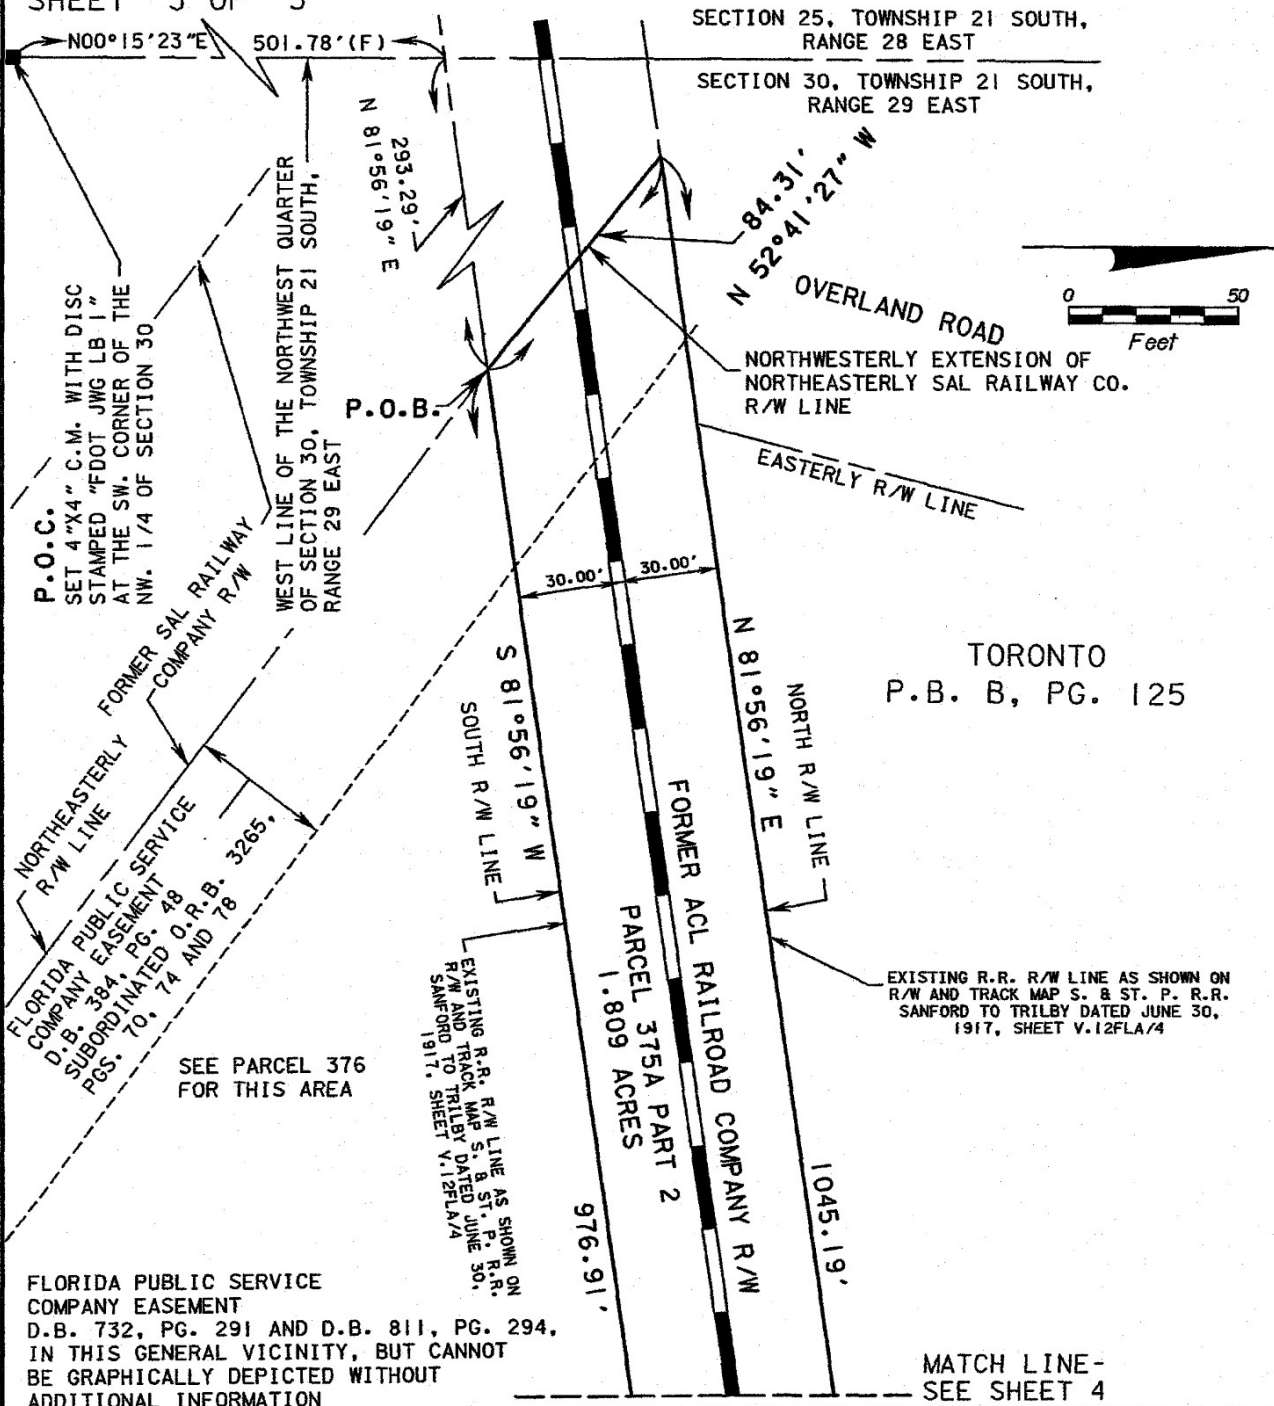 SHEET 3 OF 5
N00°15'23"E
501.78'(F)
SECTION 25, TOWNSHIP 21 SOUTH,
RANGE 28 EAST
SECTION 30, TOWNSHIP 21 SOUTH,
RANGE 29 EAST
293.29'
N 81°56'19" E
84.31'
N 52°41'27" W
P.O.C.
SET 4"X4" C.M. WITH DISC
STAMPED "FDOT JWG LB 1"
AT THE SW. CORNER OF THE
NW. 1/4 OF SECTION 30
WEST LINE OF THE NORTHWEST QUARTER
OF SECTION 30, TOWNSHIP 21 SOUTH,
RANGE 29 EAST
OVERLAND ROAD
0 50
Feet
NORTHWESTERLY EXTENSION OF
NORTHEASTERLY SAL RAILWAY CO.
R/W LINE
P.O.B.
EASTERLY R/W LINE
FORMER SAL RAILWAY
COMPANY R/W
30.00'
30.00'
TORONTO
P.B. B, PG. 125
S 81°56'19" W
SOUTH R/W LINE
N 81°56'19" E
NORTH R/W LINE
NORTHEASTERLY
R/W LINE
FLORIDA PUBLIC SERVICE
COMPANY EASEMENT
D.B. 384, PG. 48
SUBORDINATED O.R.B. 3265,
PGS. 70, 74 AND 78
FORMER ACL RAILROAD COMPANY R/W
PARCEL 375A PART 2
1.809 ACRES
EXISTING R.R. R/W LINE AS SHOWN ON
R/W AND TRACK MAP S. & ST. P. R.R.
SANFORD TO TRILBY DATED JUNE 30,
1917, SHEET V.12FLA/4
EXISTING R.R. R/W LINE AS SHOWN ON
R/W AND TRACK MAP S. & ST. P. R.R.
SANFORD TO TRILBY DATED JUNE 30,
1917, SHEET V.12FLA/4
SEE PARCEL 376
FOR THIS AREA
976.91'
1045.19'
FLORIDA PUBLIC SERVICE
COMPANY EASEMENT
D.B. 732, PG. 291 AND D.B. 811, PG. 294,
IN THIS GENERAL VICINITY, BUT CANNOT
BE GRAPHICALLY DEPICTED WITHOUT
ADDITIONAL INFORMATION
MATCH LINE-
SEE SHEET 4